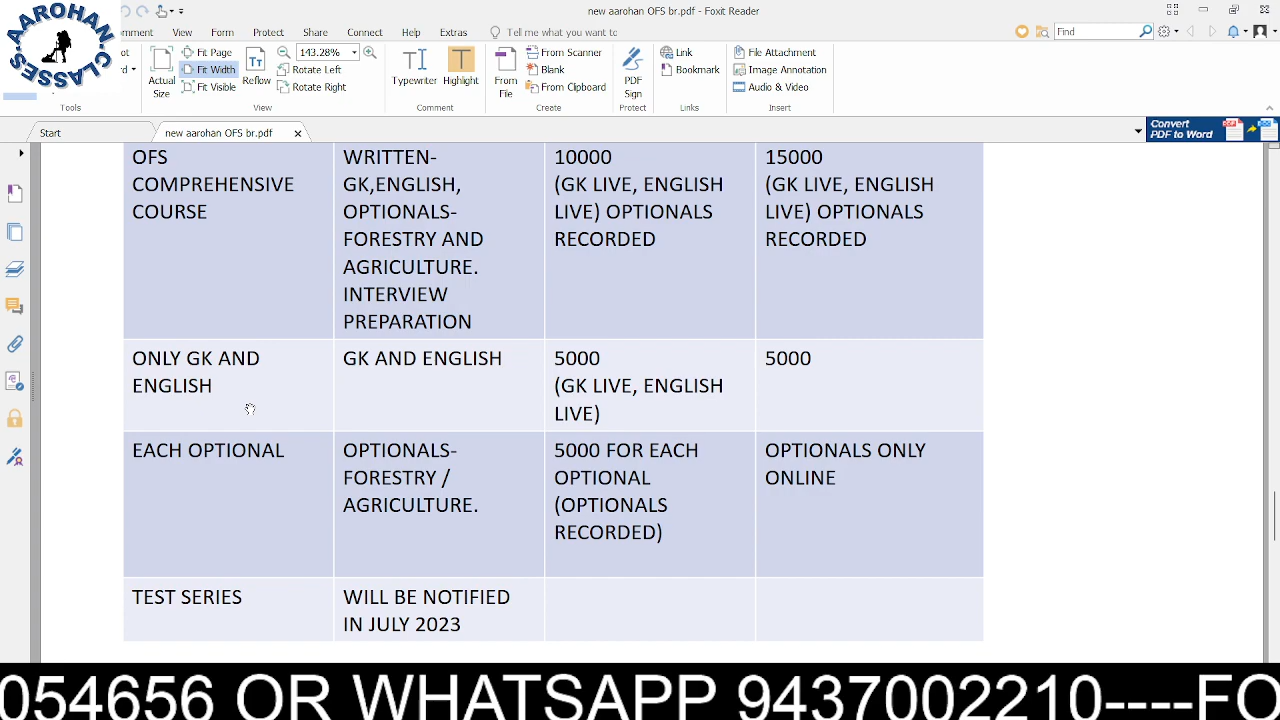 AAROHAN CLASSES
new aarohan OFS br.pdf - Foxit Reader
mment View Form Protect Share Connect Help Extras Tell me what you want to Find
Actual Size
Fit Page
Fit Width
Fit Visible
Reflow
143.28%
Rotate Left
Rotate Right
Typewriter
Highlight
From File
From Scanner
Blank
From Clipboard
PDF Sign
Link
Bookmark
File Attachment
Image Annotation
Audio & Video
Tools View Comment Create Protect Links Insert
Start new aarohan OFS br.pdf
Convert
PDF to Word
OFS
COMPREHENSIVE
COURSE
WRITTEN-
GK,ENGLISH,
OPTIONALS-
FORESTRY AND
AGRICULTURE.
INTERVIEW
PREPARATION
10000
(GK LIVE, ENGLISH
LIVE) OPTIONALS
RECORDED
15000
(GK LIVE, ENGLISH
LIVE) OPTIONALS
RECORDED
ONLY GK AND
ENGLISH
GK AND ENGLISH
5000
(GK LIVE, ENGLISH
LIVE)
5000
EACH OPTIONAL
OPTIONALS-
FORESTRY /
AGRICULTURE.
5000 FOR EACH
OPTIONAL
(OPTIONALS
RECORDED)
OPTIONALS ONLY
ONLINE
TEST SERIES
WILL BE NOTIFIED
IN JULY 2023
054656 OR WHATSAPP 9437002210----FO